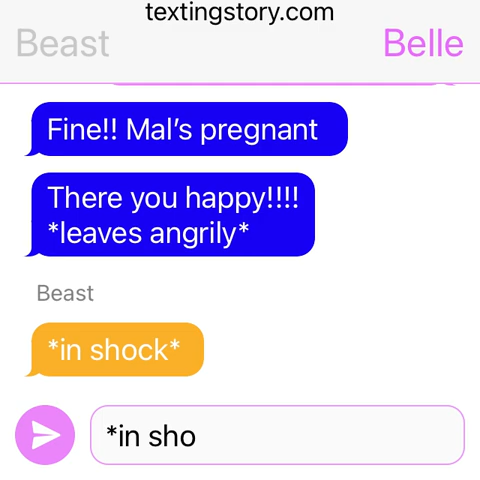 textingstory.com
Beast
Belle
Fine!! Mal’s pregnant
There you happy!!!!
*leaves angrily*
Beast
*in shock*
*in sho